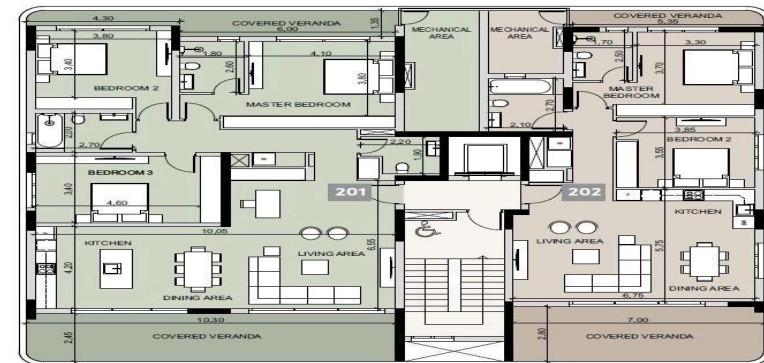 4,30
COVERED VERANDA
6,00
1,35
3,80
3,40
BEDROOM 2
1,80
2,60
4,10
3,80
MASTER BEDROOM
MECHANICAL
AREA
MECHANICAL
AREA
COVERED VERANDA
5,35
1,70
2,50
3,30
3,70
MASTER
BEDROOM
2,00
2,70
2,10
2,70
3,85
BEDROOM 2
3,55
2,20
1,90
W
W
BEDROOM 3
3,40
4,60
201
202
10,05
KITCHEN
4,20
LIVING AREA
6,55
DINING AREA
KITCHEN
LIVING AREA
5,75
DINING AREA
6,75
10,30
2,45
COVERED VERANDA
7,00
2,80
COVERED VERANDA